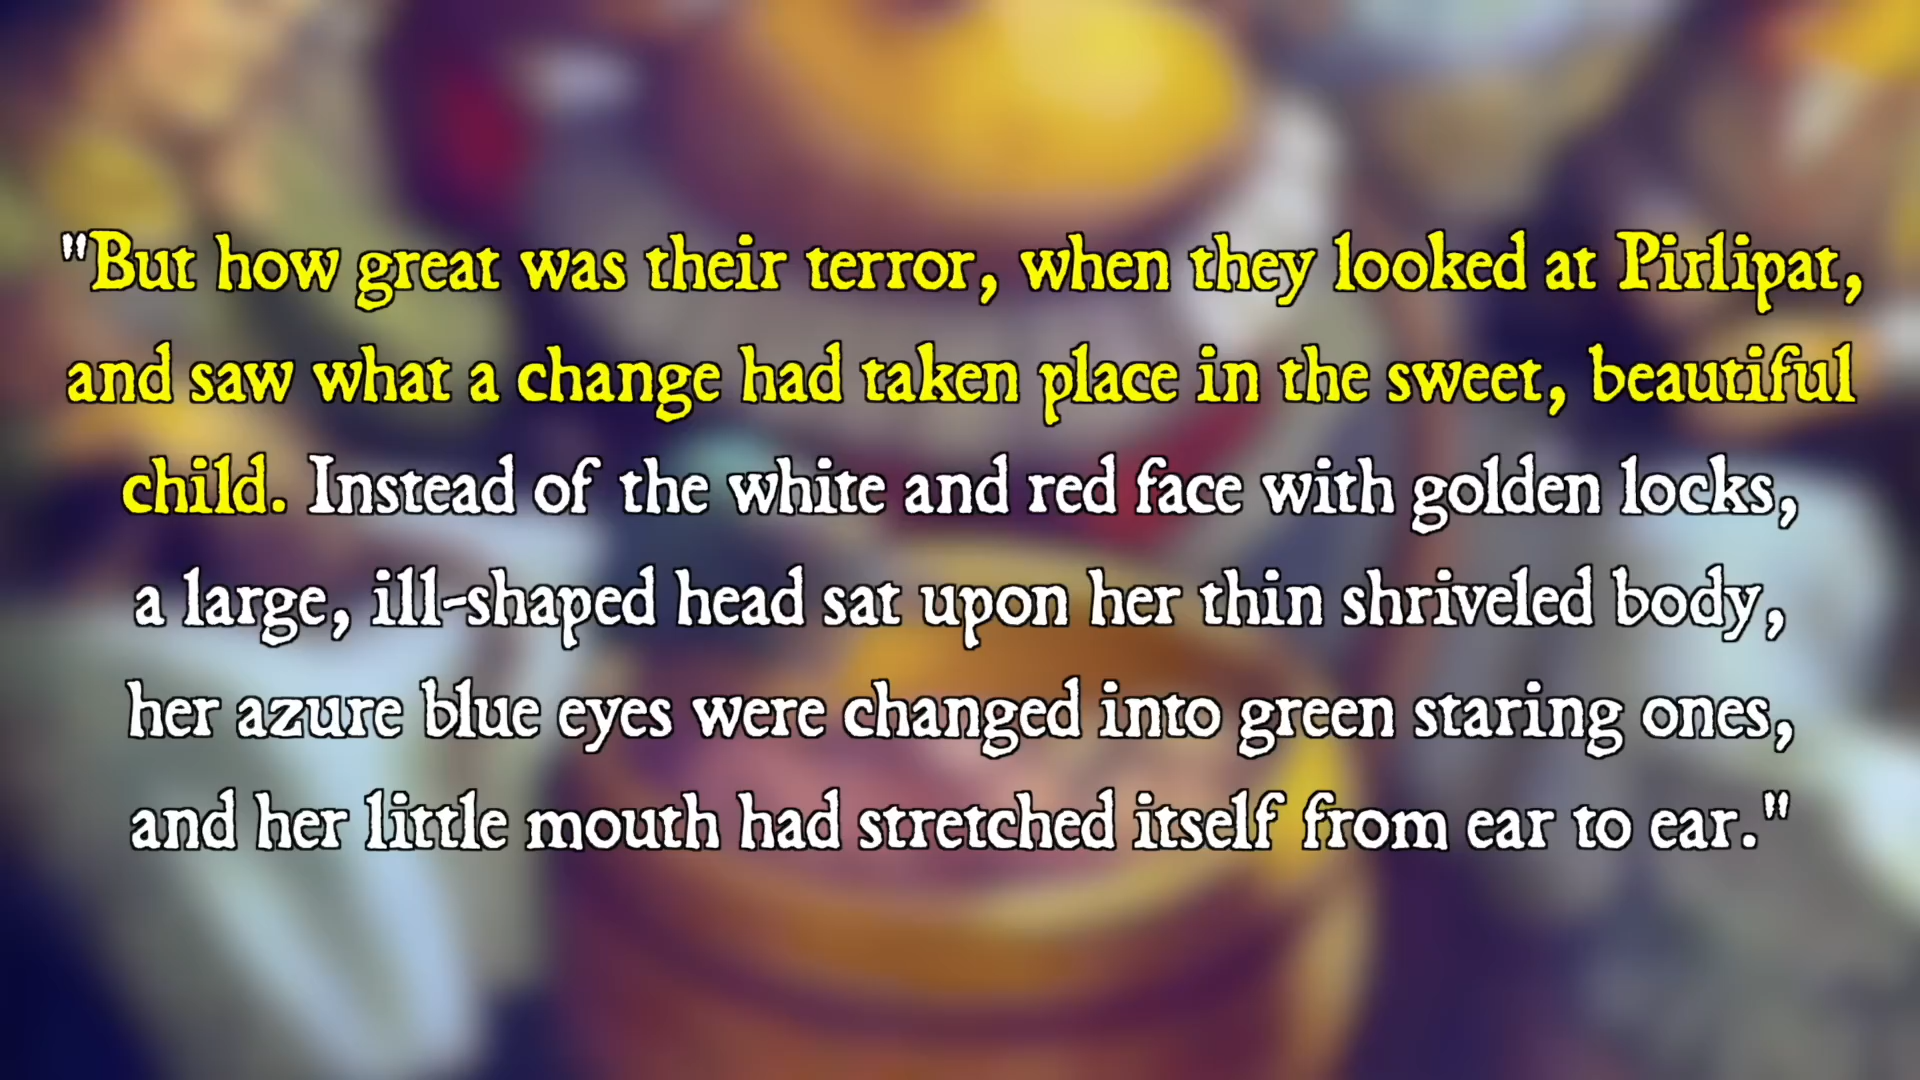 "But how great was their terror, when they looked at Pirlipat,
and saw what a change had taken place in the sweet, beautiful
child. Instead of the white and red face with golden locks,
a large, ill-shaped head sat upon her thin shriveled body,
her azure blue eyes were changed into green staring ones,
and her little mouth had stretched itself from ear to ear."